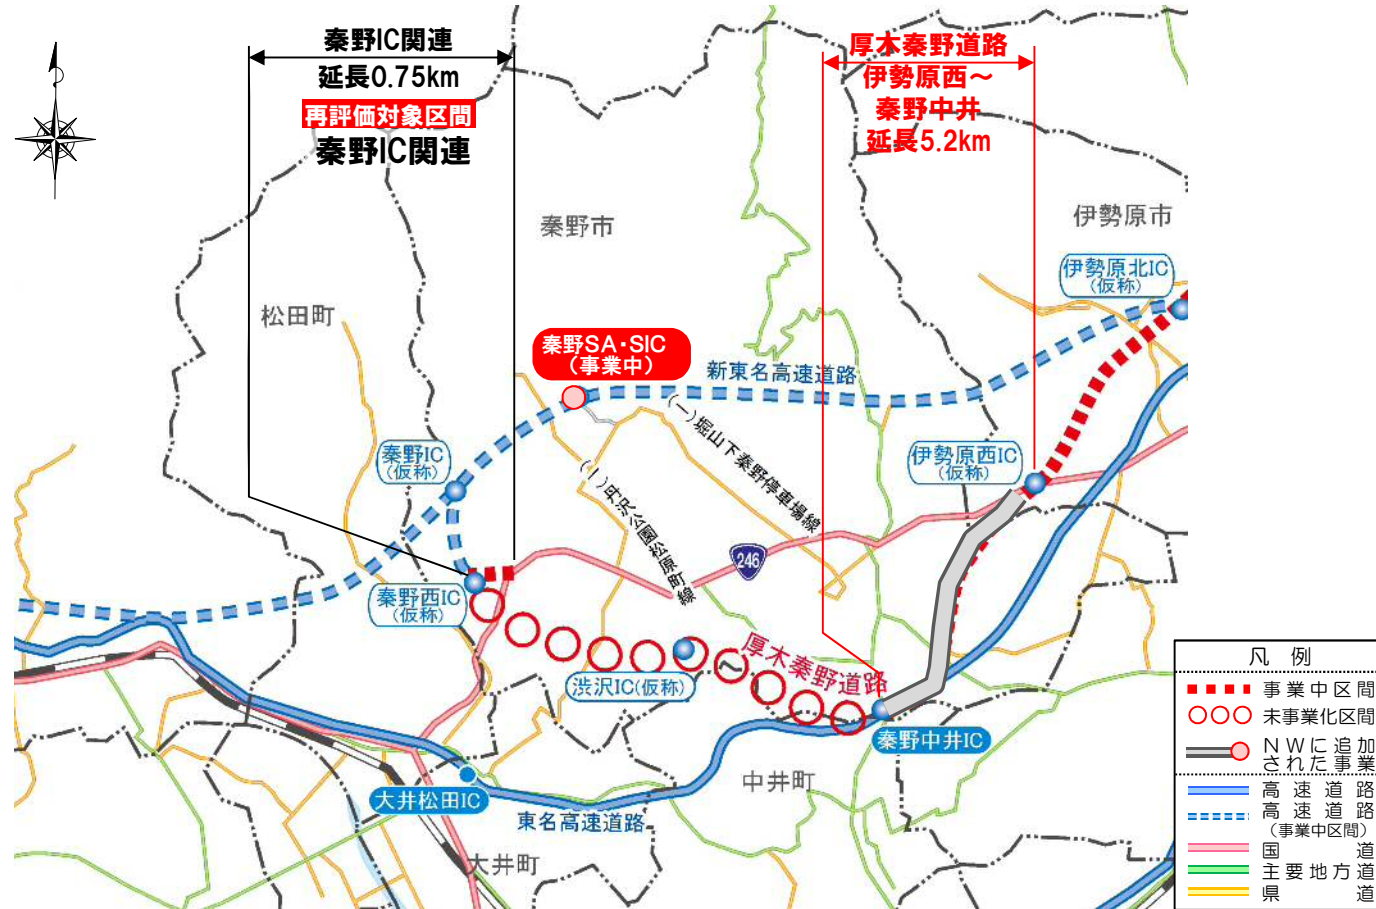 秦野IC関連
延長0.75km
再評価対象区間
秦野IC関連
厚木秦野道路
伊勢原西～
秦野中井
延長5.2km
秦野市
伊勢原市
伊勢原北IC
(仮称)
松田町
秦野SA・SIC
(事業中)
新東名高速道路
(一)堀山下秦野停車場線
秦野IC
(仮称)
(一)丹沢公園松原町線
伊勢原西IC
(仮称)
246
秦野西IC
(仮称)
厚木秦野道路
渋沢IC(仮称)
秦野中井IC
中井町
大井松田IC
東名高速道路
大井町
凡例
事業中区間
未事業化区間
NWに追加
された事業
高速道路
高速道路
(事業中区間)
国道
主要地方道
県道